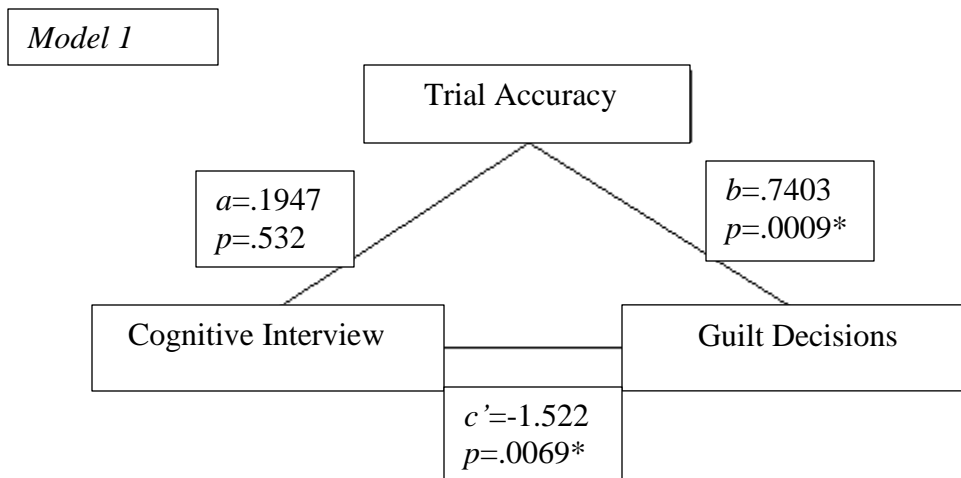 Model 1
Trial Accuracy
a=.1947
p=.532
b=.7403
p=.0009*
Cognitive Interview
Guilt Decisions
c’=-1.522
p=.0069*